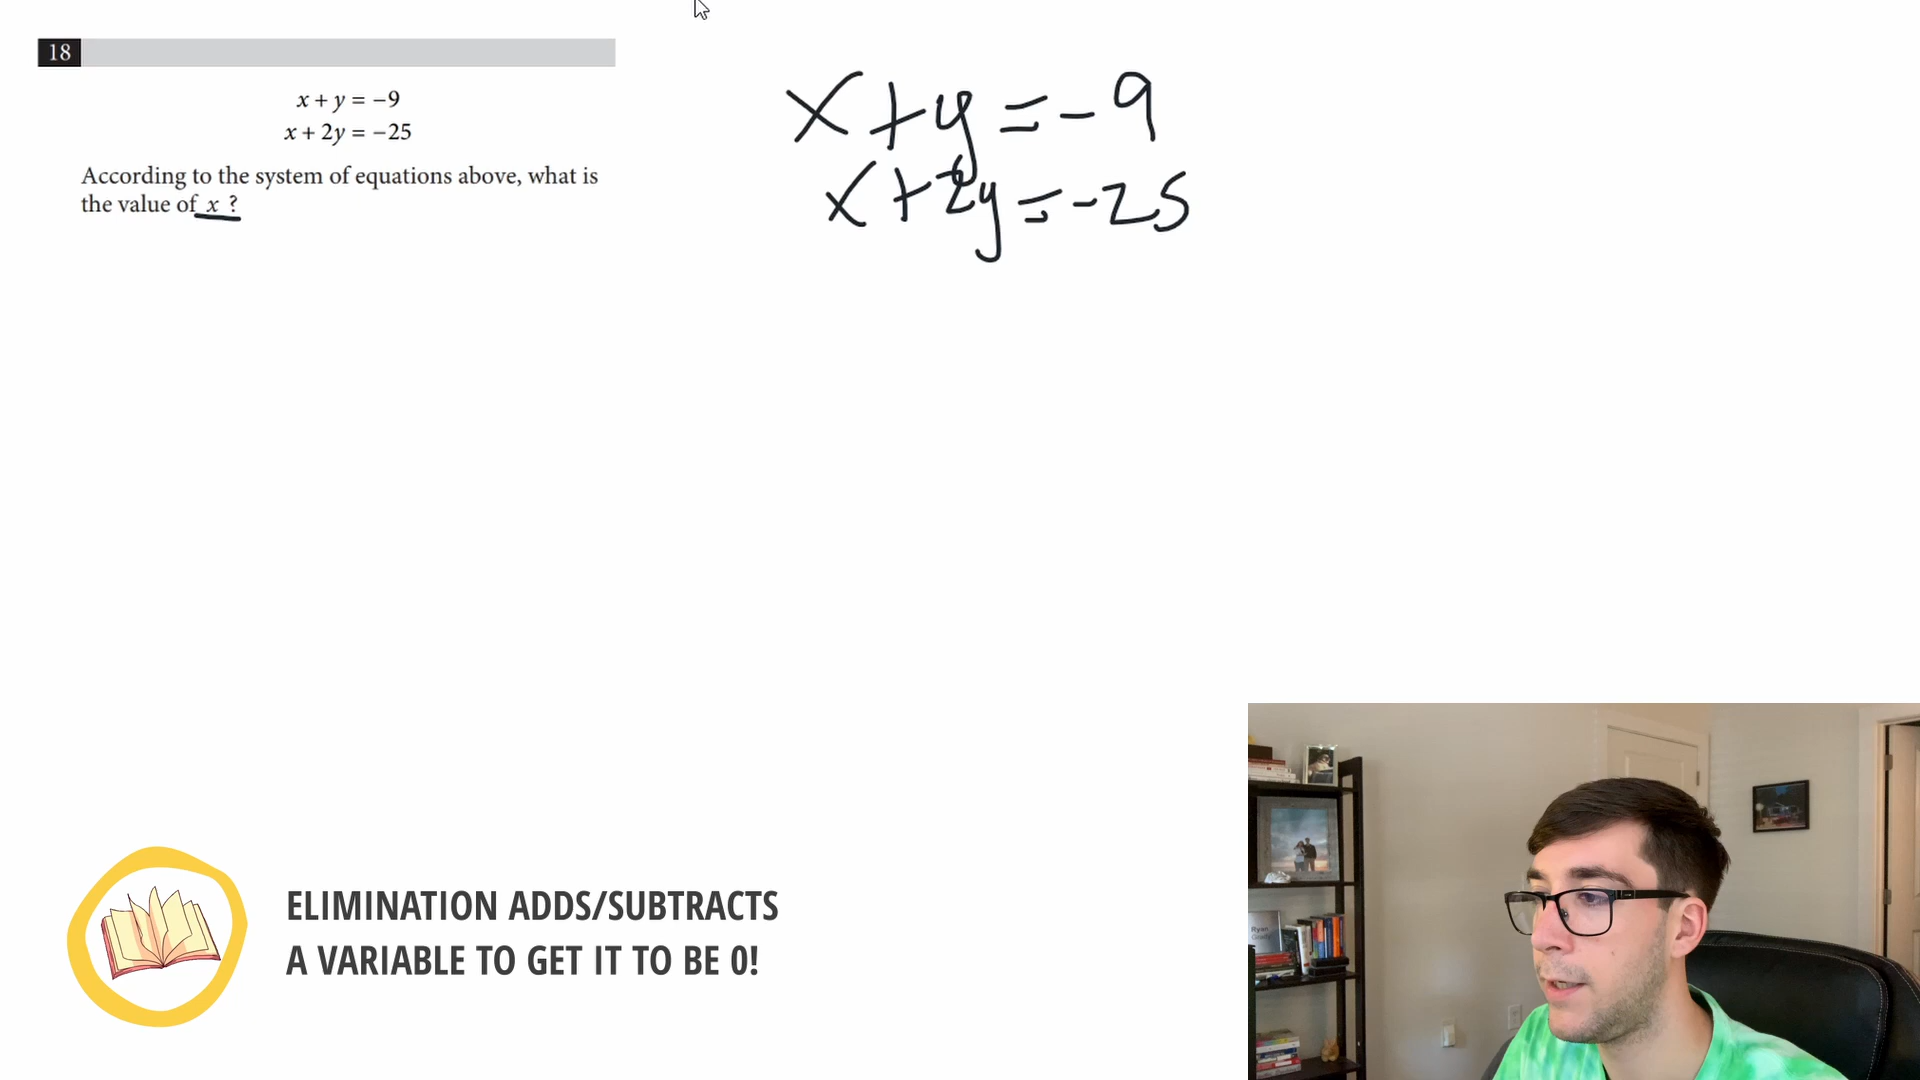 18
x + y = −9
x + 2y = −25
According to the system of equations above, what is
the value of x ?
x+y=-9
x+2y=-25
ELIMINATION ADDS/SUBTRACTS
A VARIABLE TO GET IT TO BE 0!